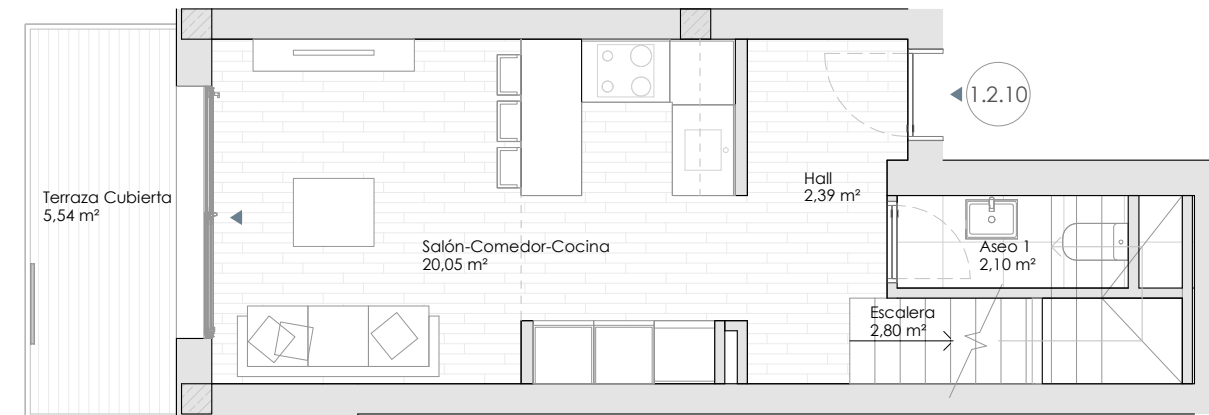 1.2.10
Terraza Cubierta
5,54 m²
Hall
2,39 m²
Salón-Comedor-Cocina
20,05 m²
Aseo 1
2,10 m²
Escalera
2,80 m²